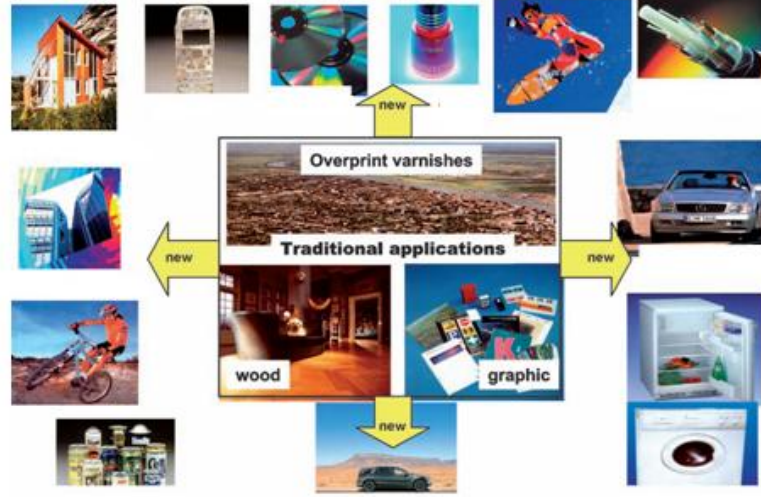 new
Overprint varnishes
Traditional applications
new
new
wood
graphic
new